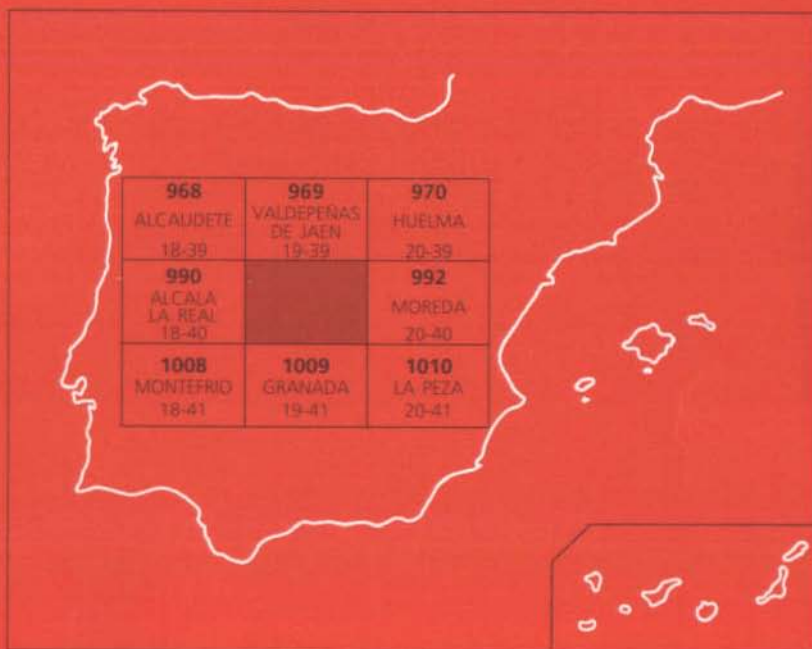 968
ALCAUDETE
18-39
969
VALDEPEÑAS
DE JAEN
19-39
970
HUELMA
20-39
990
ALCALA
LA REAL
18-40
992
MOREDA
20-40
1008
MONTEFRIO
18-41
1009
GRANADA
19-41
1010
LA PEZA
20-41